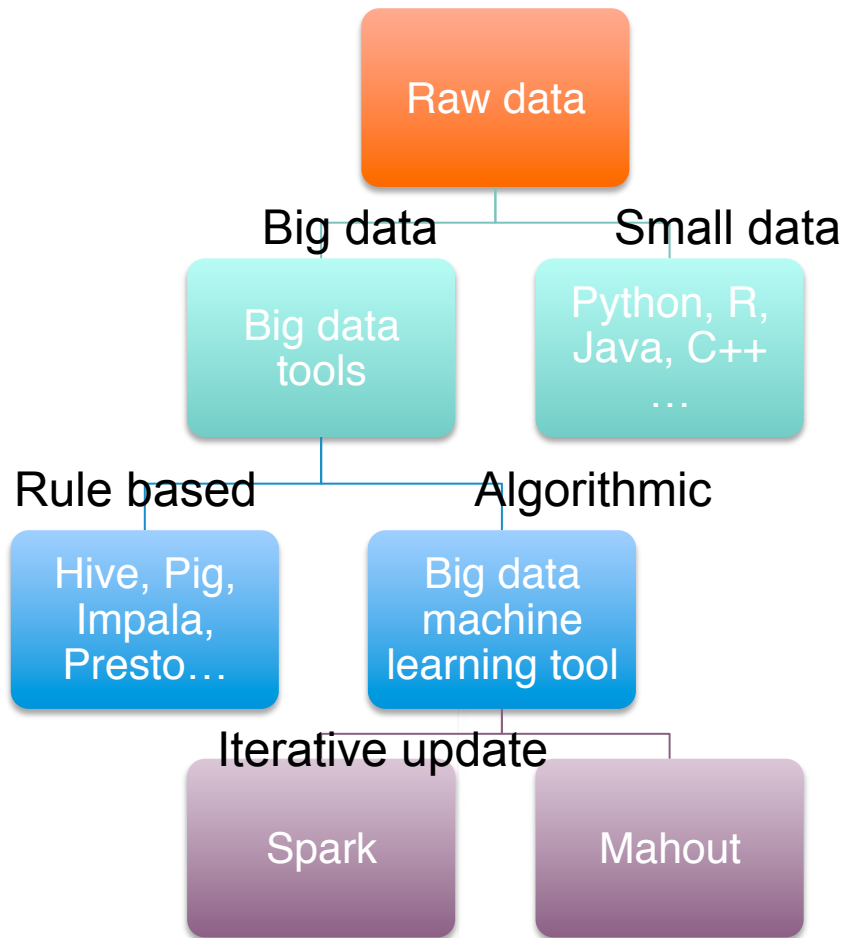 Raw data
Big data
Small data
Big data
tools
Python, R,
Java, C++
…
Rule based
Algorithmic
Hive, Pig,
Impala,
Presto…
Big data
machine
learning tool
Iterative update
Spark
Mahout